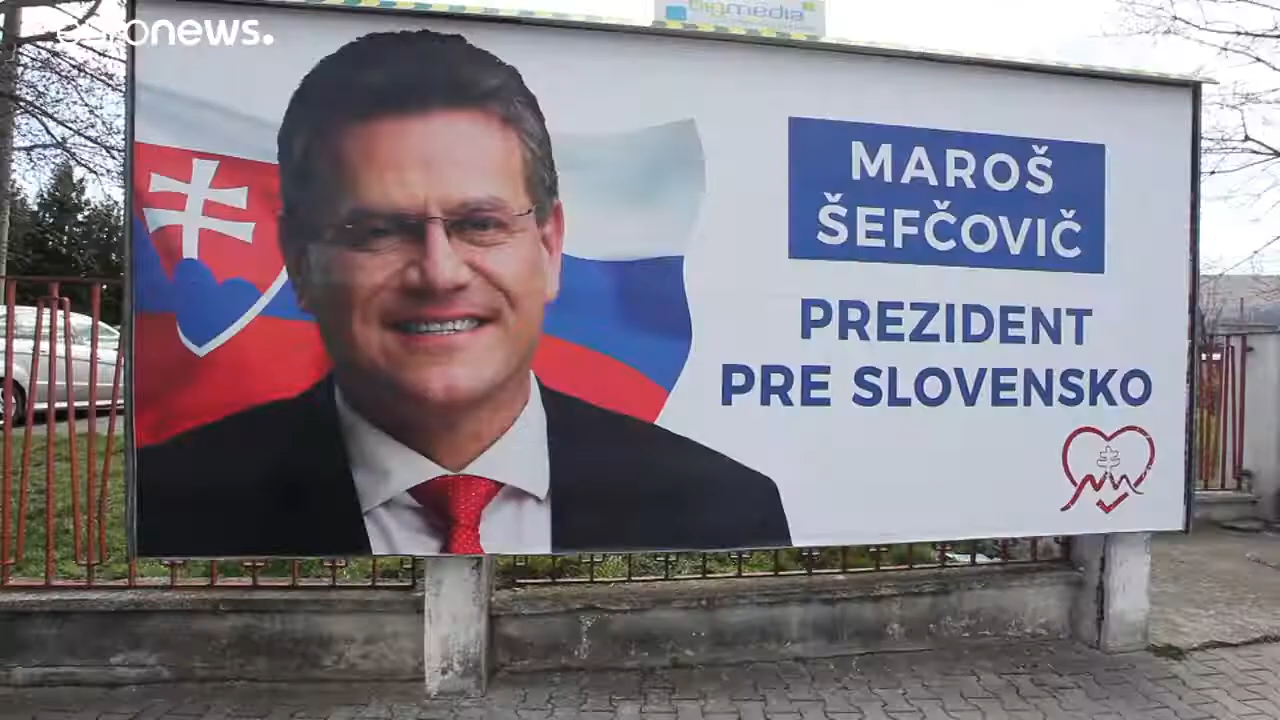 euronews.
bigmedia
MAROŠ
ŠEFČOVIČ
PREZIDENT
PRE SLOVENSKO